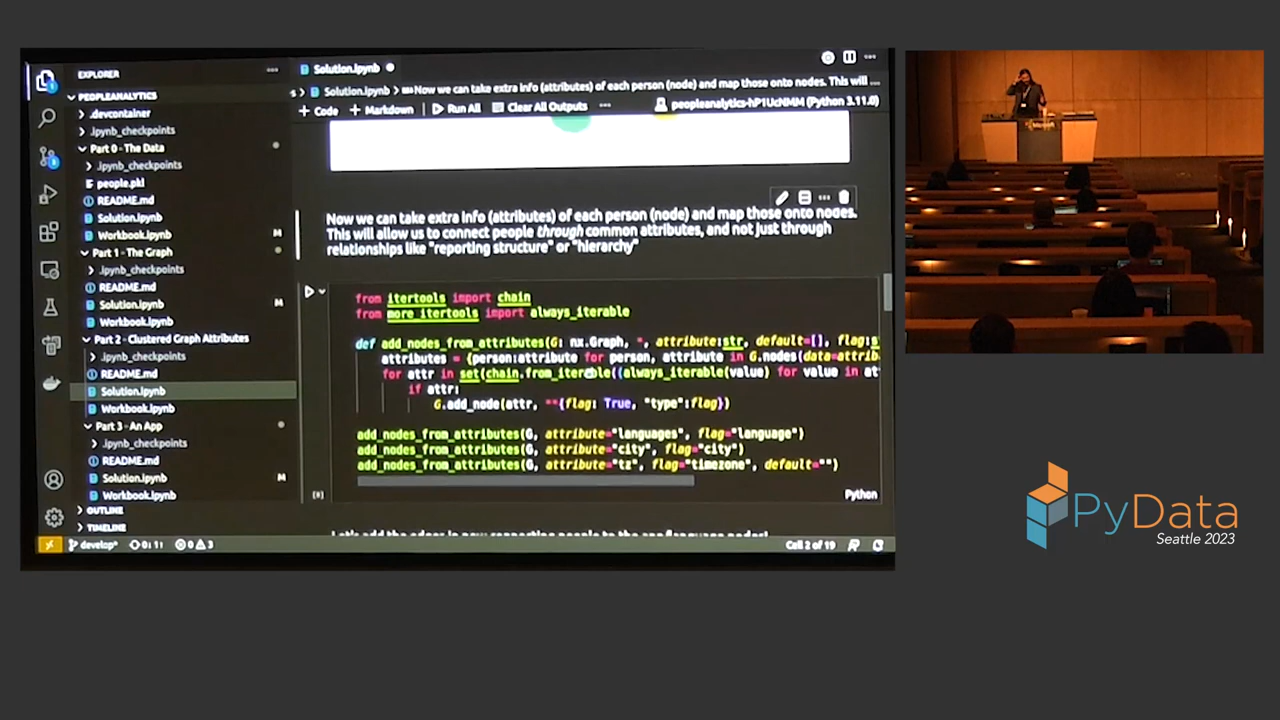 EXPLORER
PEOPLEANALYTICS
.devcontainer
.ipynb_checkpoints
Part 0 - The Data
.ipynb_checkpoints
people.pkl
README.md
Solution.ipynb
Workbook.ipynb M
Part 1 - The Graph
.ipynb_checkpoints
README.md
Solution.ipynb M
Workbook.ipynb
Part 2 - Clustered Graph Attributes
.ipynb_checkpoints
README.md
Solution.ipynb
Workbook.ipynb
Part 3 - An App
.ipynb_checkpoints
README.md
Solution.ipynb M
Workbook.ipynb
OUTLINE
TIMELINE
Solution.ipynb
s > Solution.ipynb > Now we can take extra info (attributes) of each person (node) and map those onto nodes. This will ...
+ Code + Markdown Run All Clear All Outputs ... peopleanalytics-hP1UcNMM (Python 3.11.0)
Now we can take extra info (attributes) of each person (node) and map those onto nodes.
This will allow us to connect people through common attributes, and not just through
relationships like "reporting structure" or "hierarchy"
from itertools import chain
from more_itertools import always_iterable
def add_nodes_from_attributes(G: nx.Graph, *, attribute:str, default=[], flag:s
attributes = {person:attribute for person, attribute in G.nodes(data=attrib
for attr in set(chain.from_iterable((always_iterable(value) for value in at
if attr:
G.add_node(attr, **{flag: True, "type":flag})
add_nodes_from_attributes(G, attribute="languages", flag="language")
add_nodes_from_attributes(G, attribute="city", flag="city")
add_nodes_from_attributes(G, attribute="tz", flag="timezone", default="")
[8]
Python
develop* 0↓ 1↑ 0 3 Cell 2 of 19
PyData
Seattle 2023